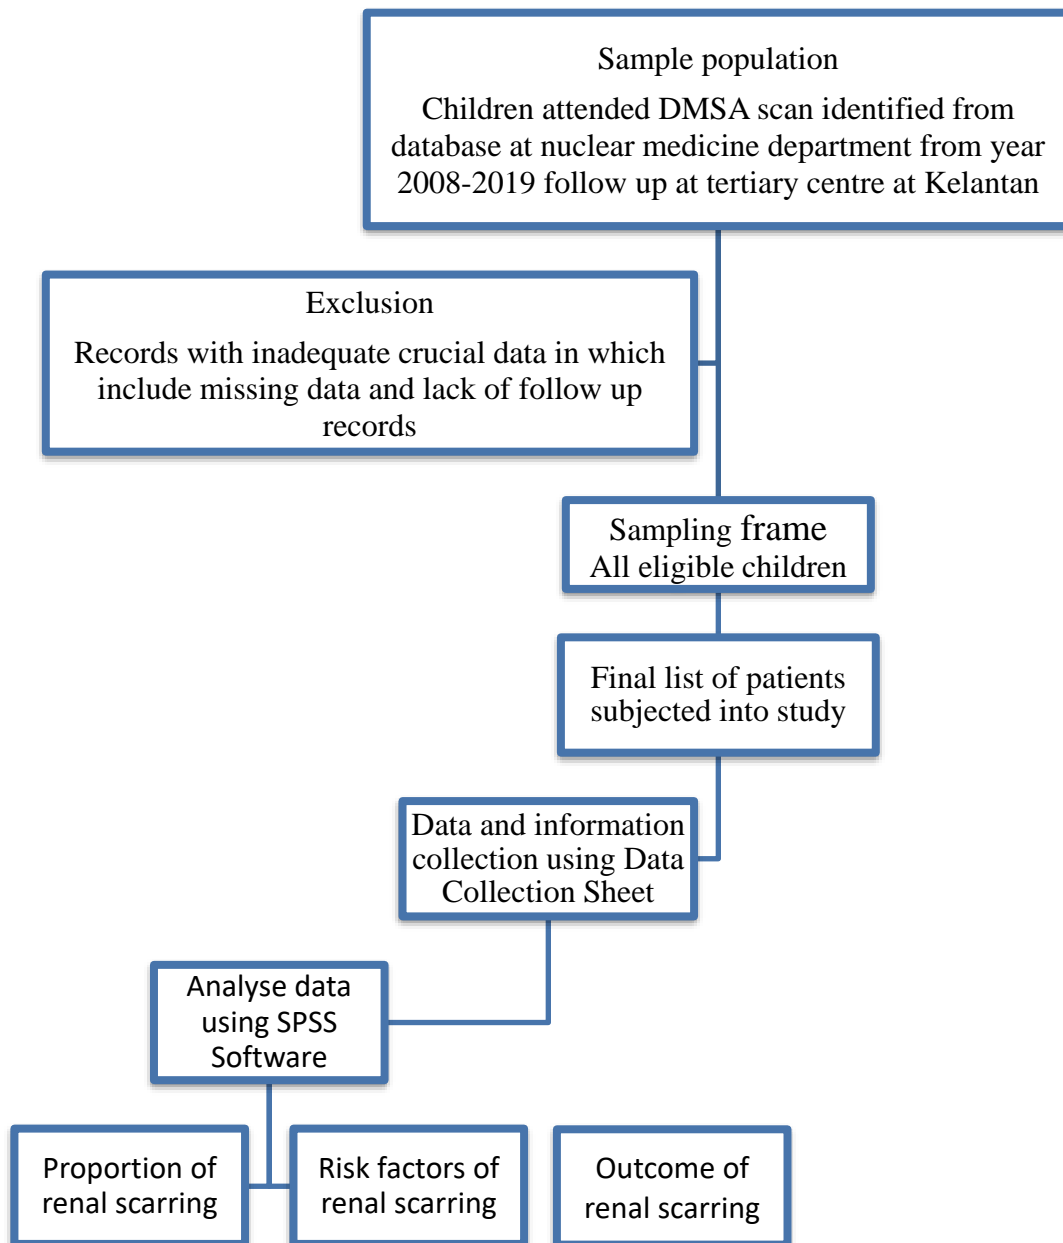 Sample population
Children attended DMSA scan identified from
database at nuclear medicine department from year
2008-2019 follow up at tertiary centre at Kelantan
Exclusion
Records with inadequate crucial data in which
include missing data and lack of follow up
records
Sampling frame
All eligible children
Final list of patients
subjected into study
Data and information
collection using Data
Collection Sheet
Analyse data
using SPSS
Software
Proportion of
renal scarring
Risk factors of
renal scarring
Outcome of
renal scarring